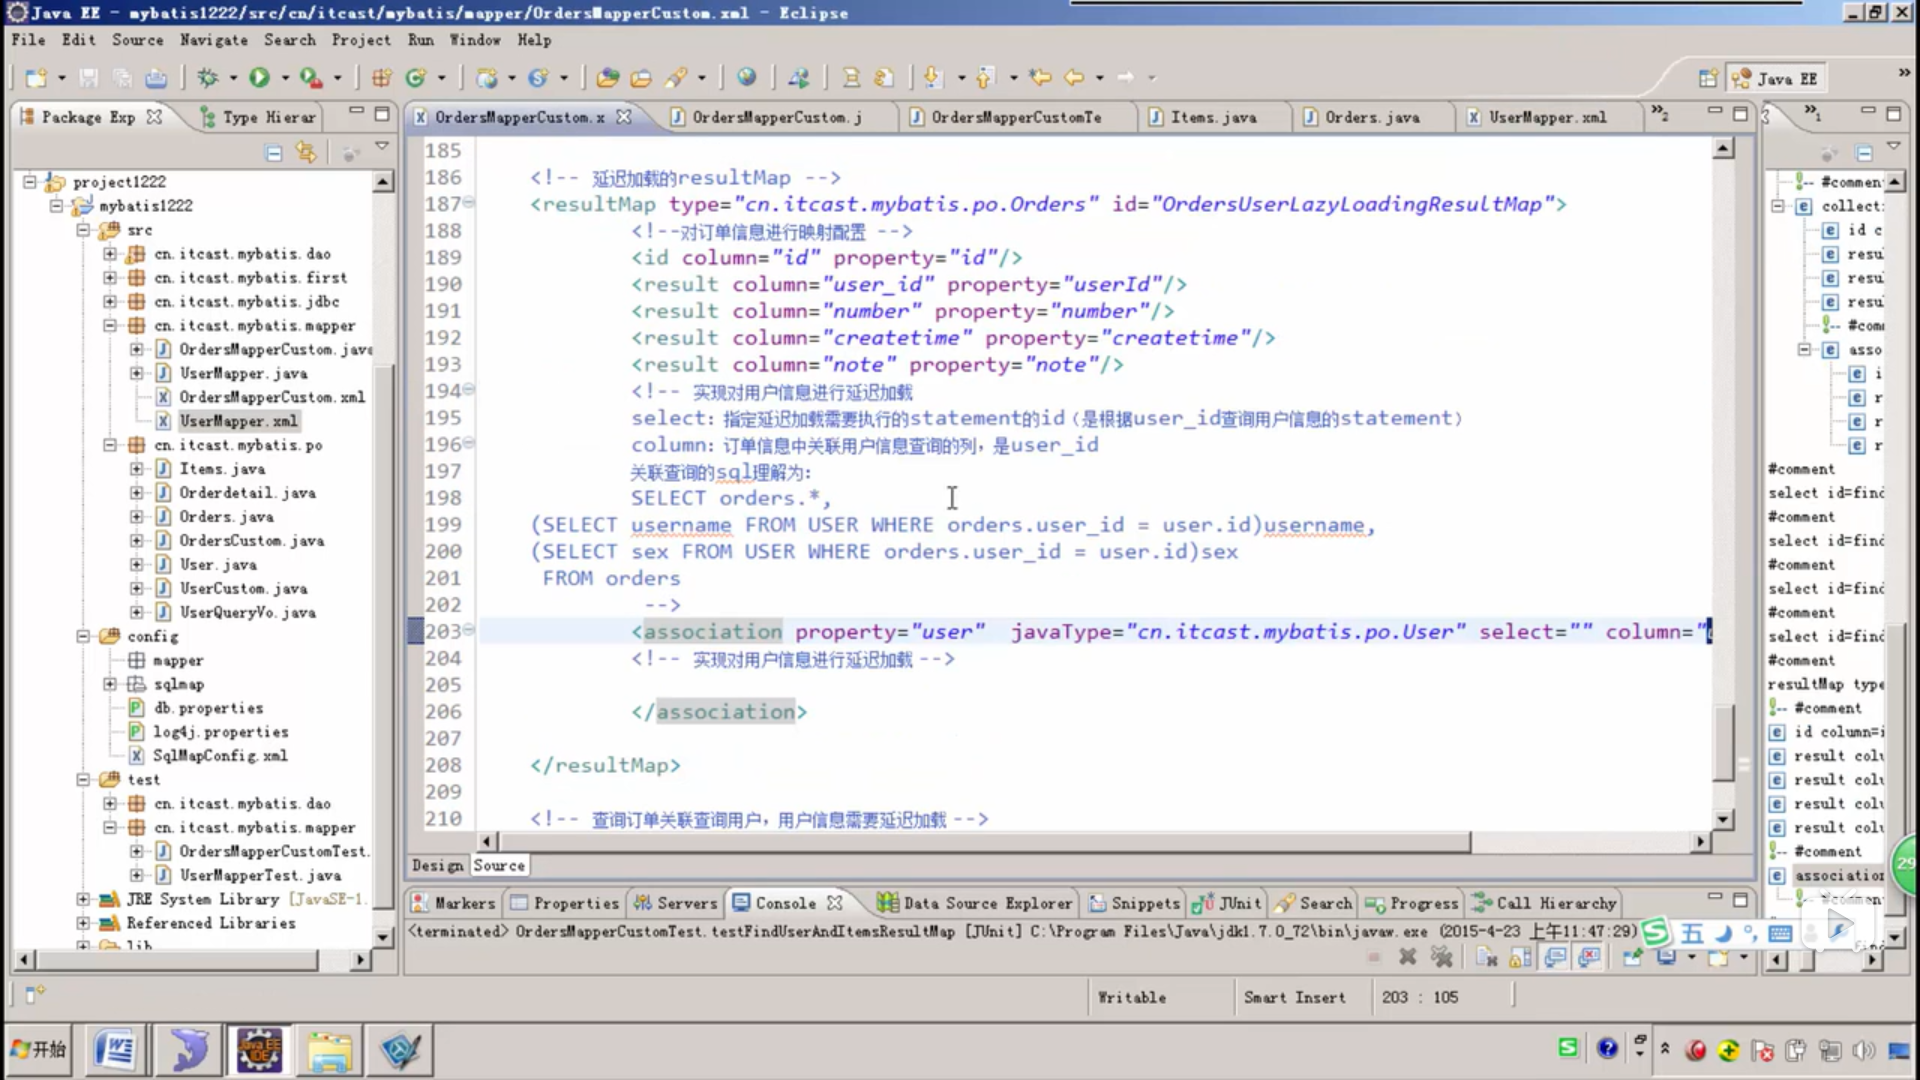 Java EE - mybatis1222/src/cn/itcast/mybatis/mapper/OrdersMapperCustom.xml - Eclipse
File Edit Source Navigate Search Project Run Window Help
Java EE
Package Exp
Type Hierar
OrdersMapperCustom.x
OrdersMapperCustom.j
OrdersMapperCustomTe
Items.java
Orders.java
UserMapper.xml
project1222
mybatis1222
src
cn.itcast.mybatis.dao
cn.itcast.mybatis.first
cn.itcast.mybatis.jdbc
cn.itcast.mybatis.mapper
OrdersMapperCustom.java
UserMapper.java
OrdersMapperCustom.xml
UserMapper.xml
cn.itcast.mybatis.po
Items.java
Orderdetail.java
Orders.java
OrdersCustom.java
User.java
UserCustom.java
UserQueryVo.java
config
mapper
sqlmap
db.properties
log4j.properties
SqlMapConfig.xml
test
cn.itcast.mybatis.dao
cn.itcast.mybatis.mapper
OrdersMapperCustomTest.
UserMapperTest.java
JRE System Library [JavaSE-1.
Referenced Libraries
lib
185
186 <!-- 延迟加载的resultMap -->
187 <resultMap type="cn.itcast.mybatis.po.Orders" id="OrdersUserLazyLoadingResultMap">
188 <!--对订单信息进行映射配置 -->
189 <id column="id" property="id"/>
190 <result column="user_id" property="userId"/>
191 <result column="number" property="number"/>
192 <result column="createtime" property="createtime"/>
193 <result column="note" property="note"/>
194 <!-- 实现对用户信息进行延迟加载
195 select：指定延迟加载需要执行的statement的id（是根据user_id查询用户信息的statement）
196 column：订单信息中关联用户信息查询的列，是user_id
197 关联查询的sql理解为：
198 SELECT orders.*,
199 (SELECT username FROM USER WHERE orders.user_id = user.id)username,
200 (SELECT sex FROM USER WHERE orders.user_id = user.id)sex
201 FROM orders
202 -->
203 <association property="user" javaType="cn.itcast.mybatis.po.User" select="" column="
204 <!-- 实现对用户信息进行延迟加载 -->
205
206 </association>
207
208 </resultMap>
209
210 <!-- 查询订单关联查询用户，用户信息需要延迟加载 -->
Design Source
#comment
collect:
id c
resu
resu
resu
#com
asso
i
r
r
r
#comment
select id=find
#comment
select id=find
#comment
select id=find
#comment
select id=find
#comment
resultMap type
#comment
id column=i
result colu
result colu
result colu
result colu
#comment
association
#comment
29
Markers Properties Servers Console Data Source Explorer Snippets JUnit Search Progress Call Hierarchy
<terminated> OrdersMapperCustomTest.testFindUserAndItemsResultMap [JUnit] C:\Program Files\Java\jdk1.7.0_72\bin\javaw.exe (2015-4-23 上午11:47:29)
五
Writable Smart Insert 203 : 105
开始